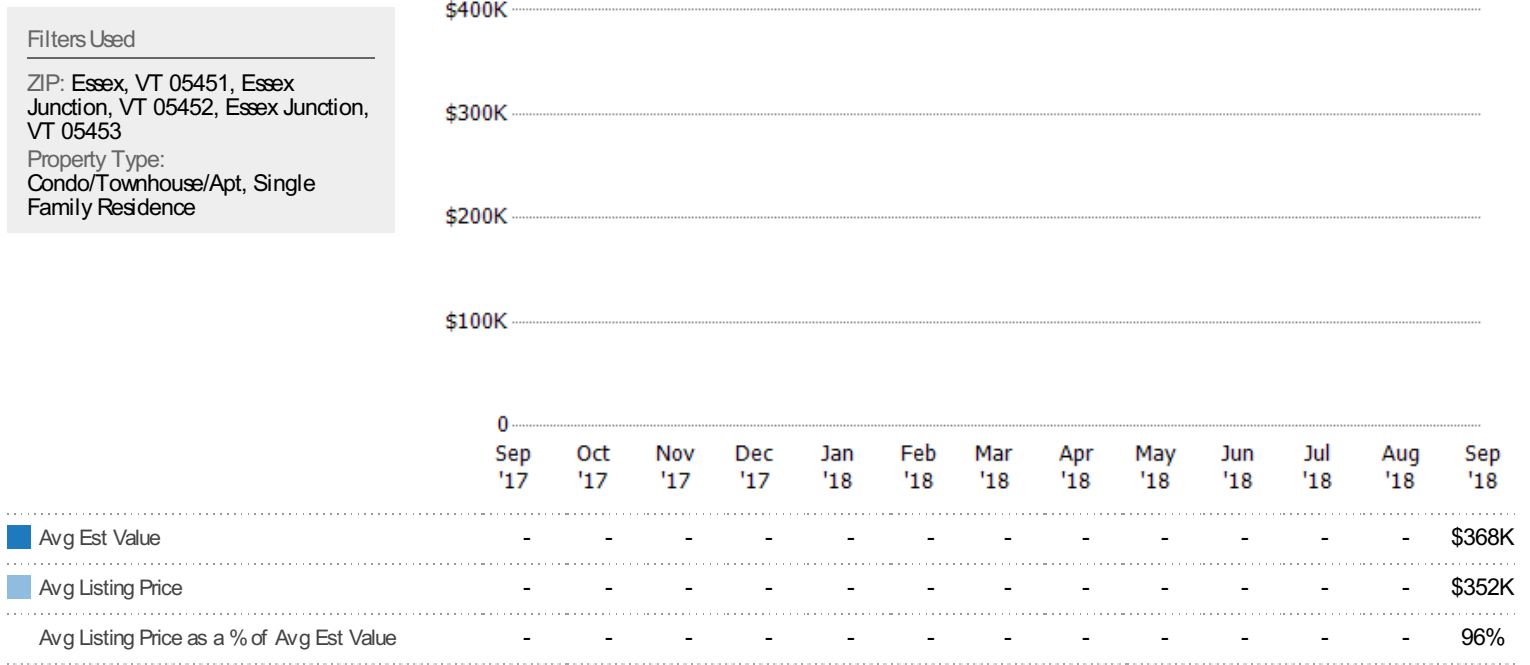 Filters Used
ZIP: Essex, VT 05451, Essex
Junction, VT 05452, Essex Junction,
VT 05453
Property Type:
Condo/Townhouse/Apt, Single
Family Residence
$400K
$300K
$200K
$100K
0
Sep Oct Nov Dec Jan Feb Mar Apr May Jun Jul Aug Sep
'17 '17 '17 '17 '18 '18 '18 '18 '18 '18 '18 '18 '18
Avg Est Value - - - - - - - - - - - - $368K
Avg Listing Price - - - - - - - - - - - - $352K
Avg Listing Price as a % of Avg Est Value - - - - - - - - - - - - 96%